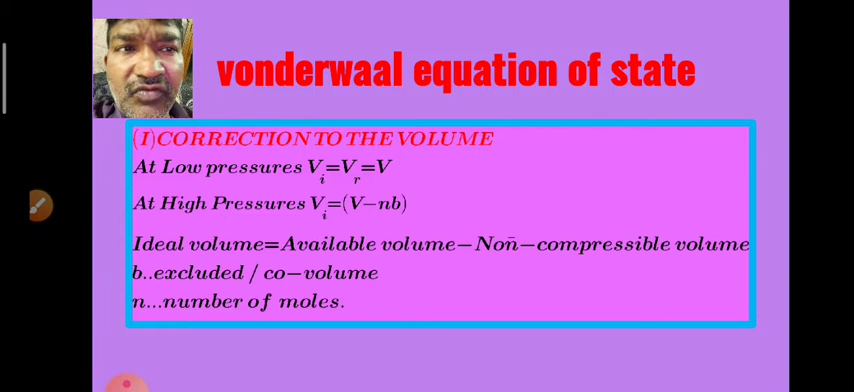 vonderwaal equation of state
(I)CORRECTION TO THE VOLUME
At Low pressures Vᵢ=Vᵣ=V
At High Pressures Vᵢ=(V−nb)
Ideal volume=Available volume−Non̄−compressible volume
b..excluded / co−volume
n...number of moles.